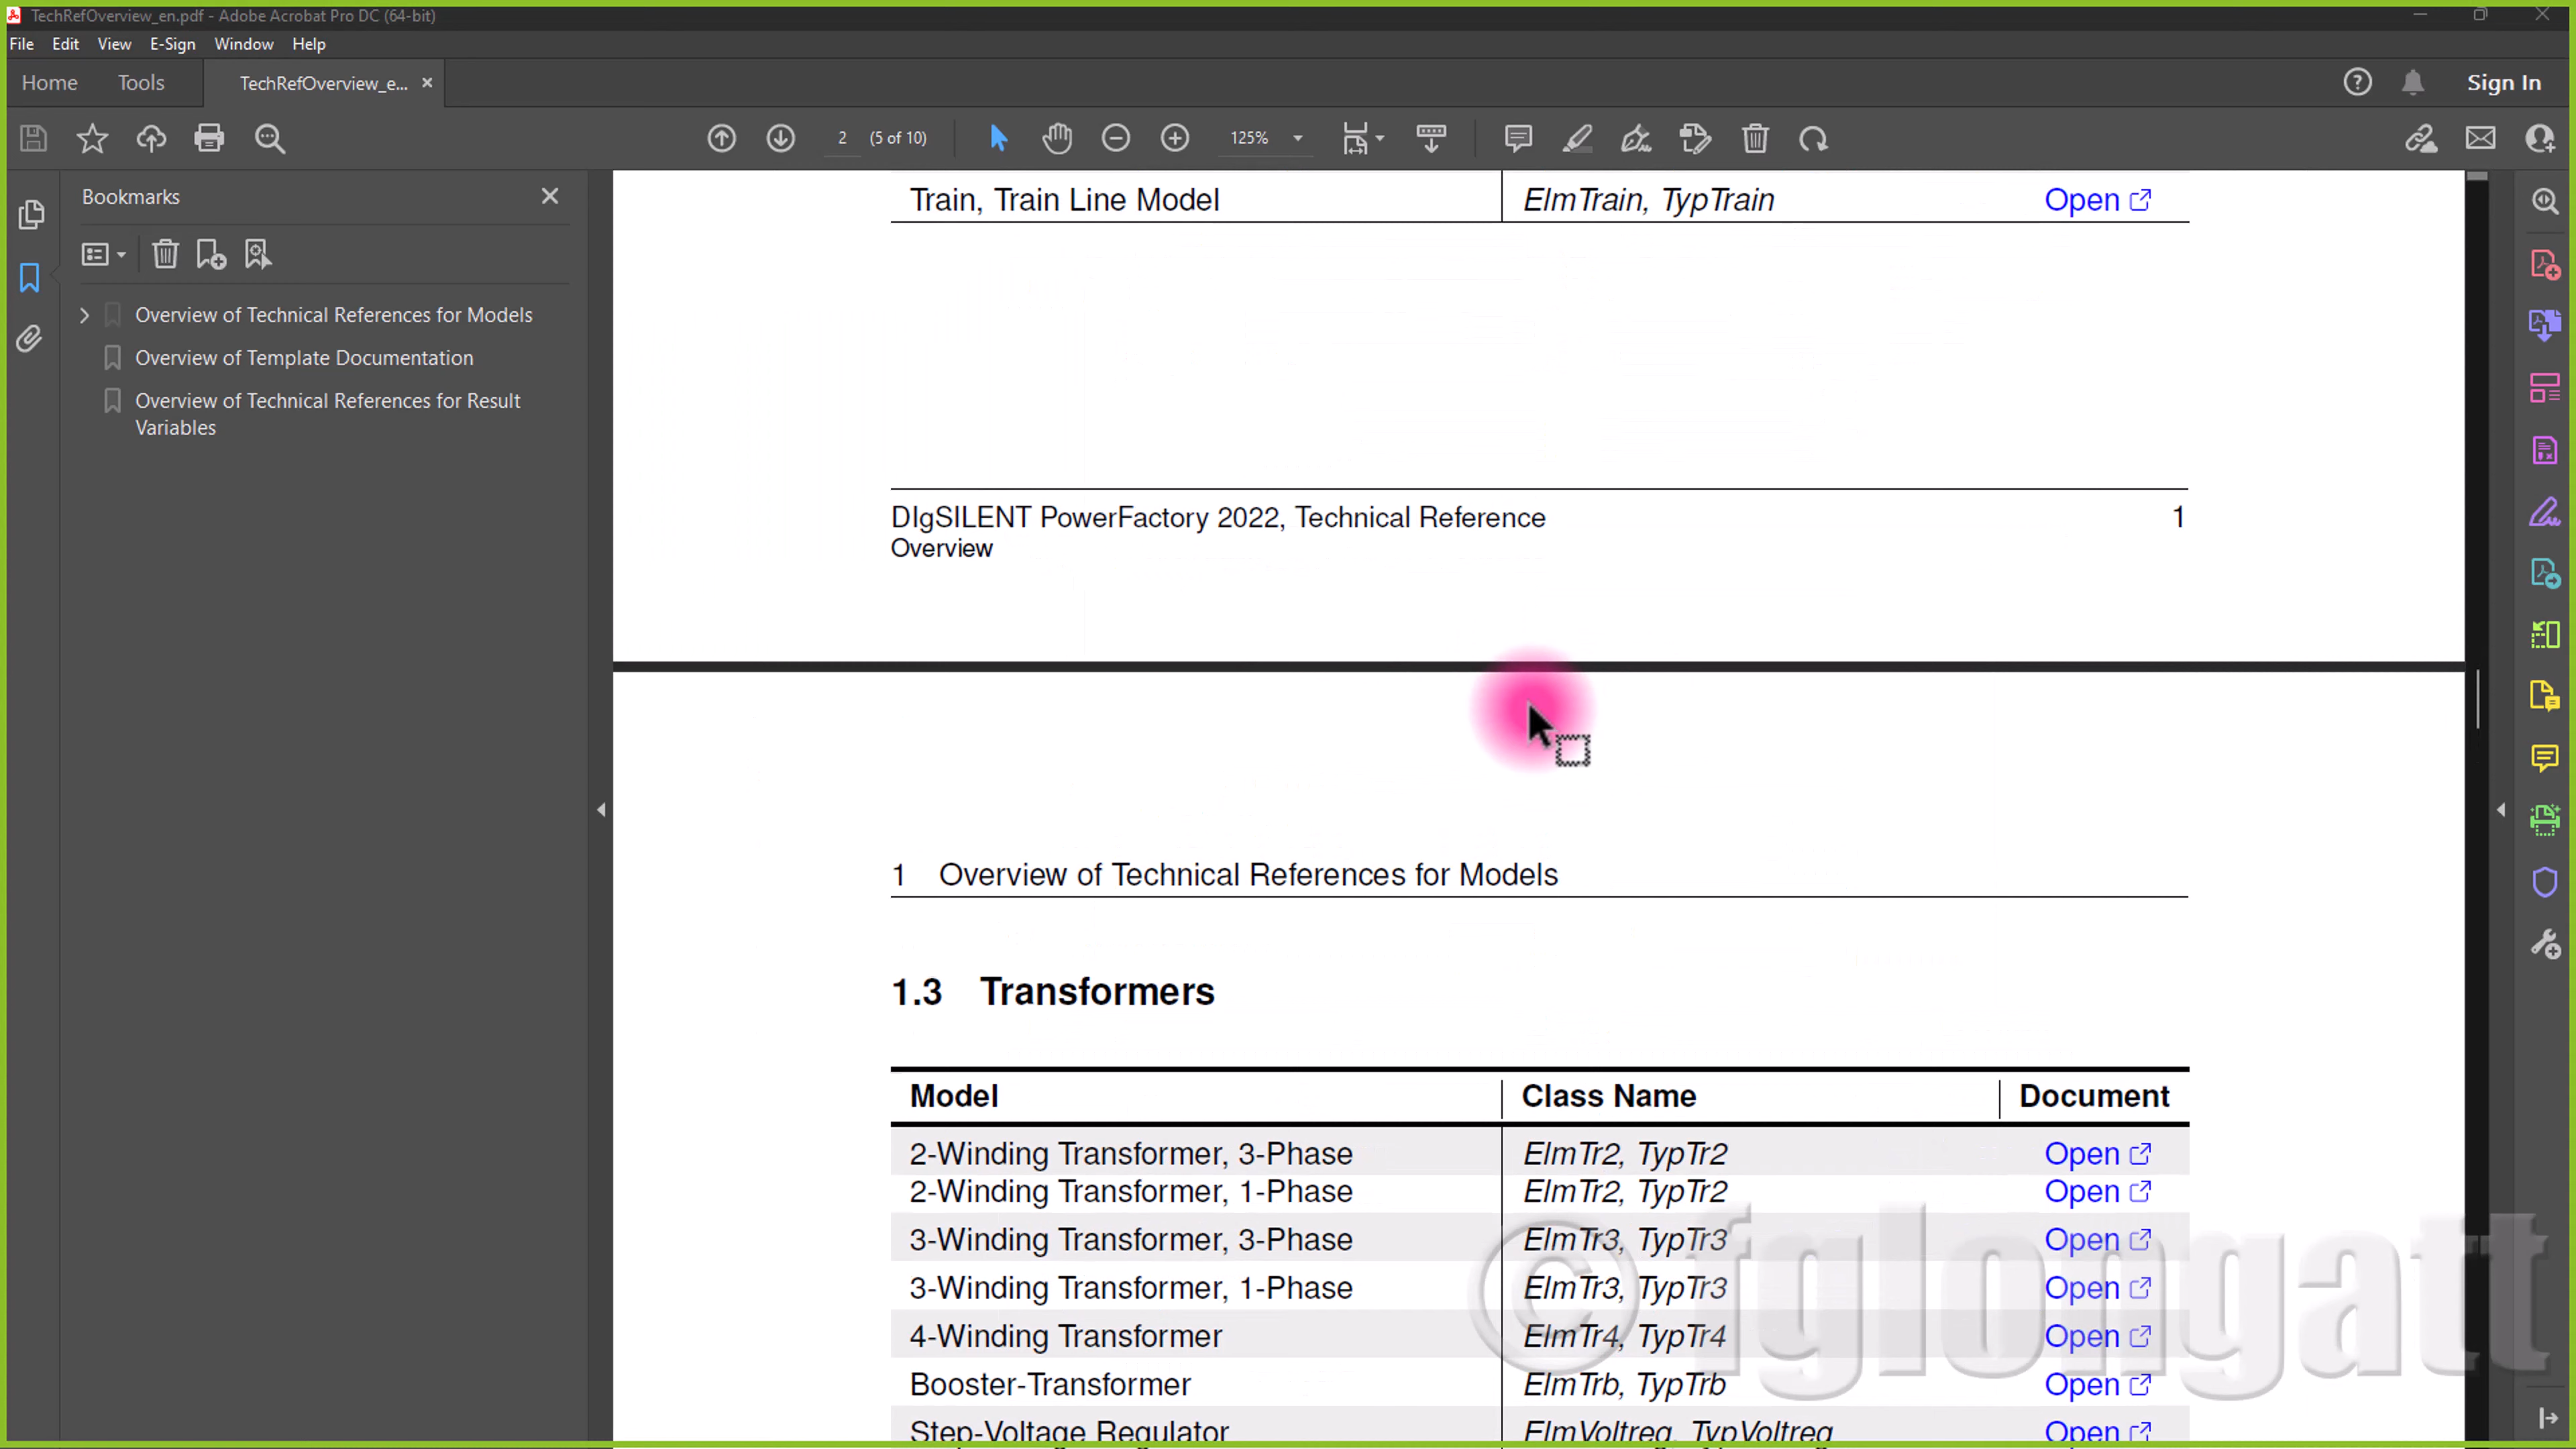 TechRefOverview_en.pdf - Adobe Acrobat Pro DC (64-bit)
File Edit View E-Sign Window Help
Home Tools TechRefOverview_e... Sign In
2 (5 of 10) 125%
Bookmarks
Overview of Technical References for Models
Overview of Template Documentation
Overview of Technical References for Result
Variables
Train, Train Line Model ElmTrain, TypTrain Open
DIgSILENT PowerFactory 2022, Technical Reference 1
Overview
1 Overview of Technical References for Models
1.3 Transformers
Model Class Name Document
2-Winding Transformer, 3-Phase ElmTr2, TypTr2 Open
2-Winding Transformer, 1-Phase ElmTr2, TypTr2 Open
3-Winding Transformer, 3-Phase ElmTr3, TypTr3 Open
3-Winding Transformer, 1-Phase ElmTr3, TypTr3 Open
4-Winding Transformer ElmTr4, TypTr4 Open
Booster-Transformer ElmTrb, TypTrb Open
Step-Voltage Regulator ElmVoltreg, TypVoltreg Open
© fglongatt